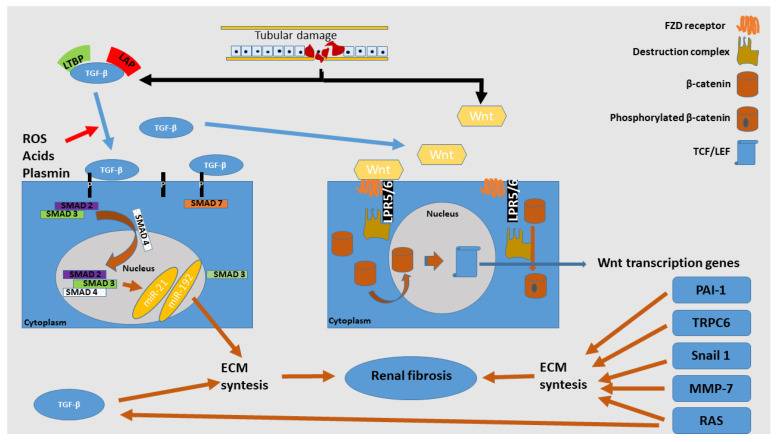 Tubular damage
FZD receptor
Destruction complex
β-catenin
Phosphorylated β-catenin
TCF/LEF
LTBP
LAP
TGF-β
Wnt
TGF-β
Wnt
ROS
Acids
Plasmin
TGF-β
TGF-β
Wnt
P
P
P
SMAD 2
SMAD 3
SMAD 4
SMAD 7
LPR5/6
LPR5/6
Nucleus
Nucleus
SMAD 2
SMAD 3
SMAD 4
miR-21
miR-192
SMAD 3
Cytoplasm
Cytoplasm
Wnt transcription genes
PAI-1
TRPC6
Snail 1
MMP-7
RAS
ECM
syntesis
Renal fibrosis
ECM
syntesis
TGF-β